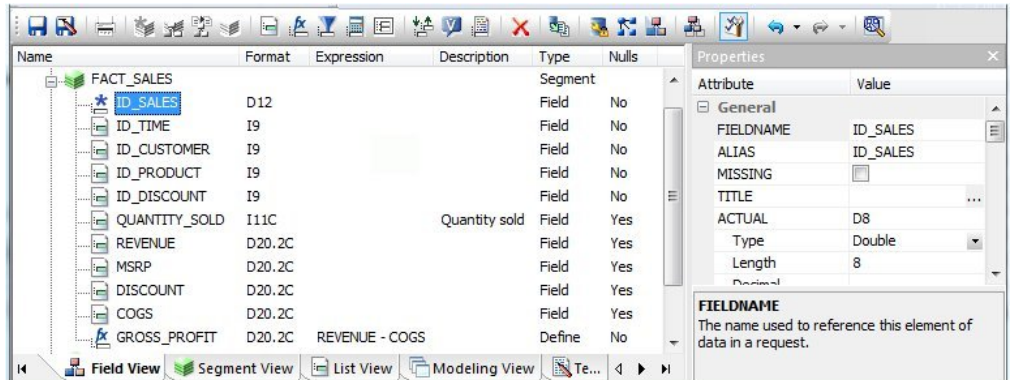 Name Format Expression Description Type Nulls
FACT_SALES Segment
ID_SALES D12 Field No
ID_TIME I9 Field No
ID_CUSTOMER I9 Field No
ID_PRODUCT I9 Field No
ID_DISCOUNT I9 Field No
QUANTITY_SOLD I11C Quantity sold Field Yes
REVENUE D20.2C Field Yes
MSRP D20.2C Field Yes
DISCOUNT D20.2C Field Yes
COGS D20.2C Field Yes
GROSS_PROFIT D20.2C REVENUE - COGS Define No
Field View Segment View List View Modeling View Te...
Properties
Attribute Value
General
FIELDNAME ID_SALES
ALIAS ID_SALES
MISSING
TITLE ...
ACTUAL D8
Type Double
Length 8
Decimal
FIELDNAME
The name used to reference this element of
data in a request.